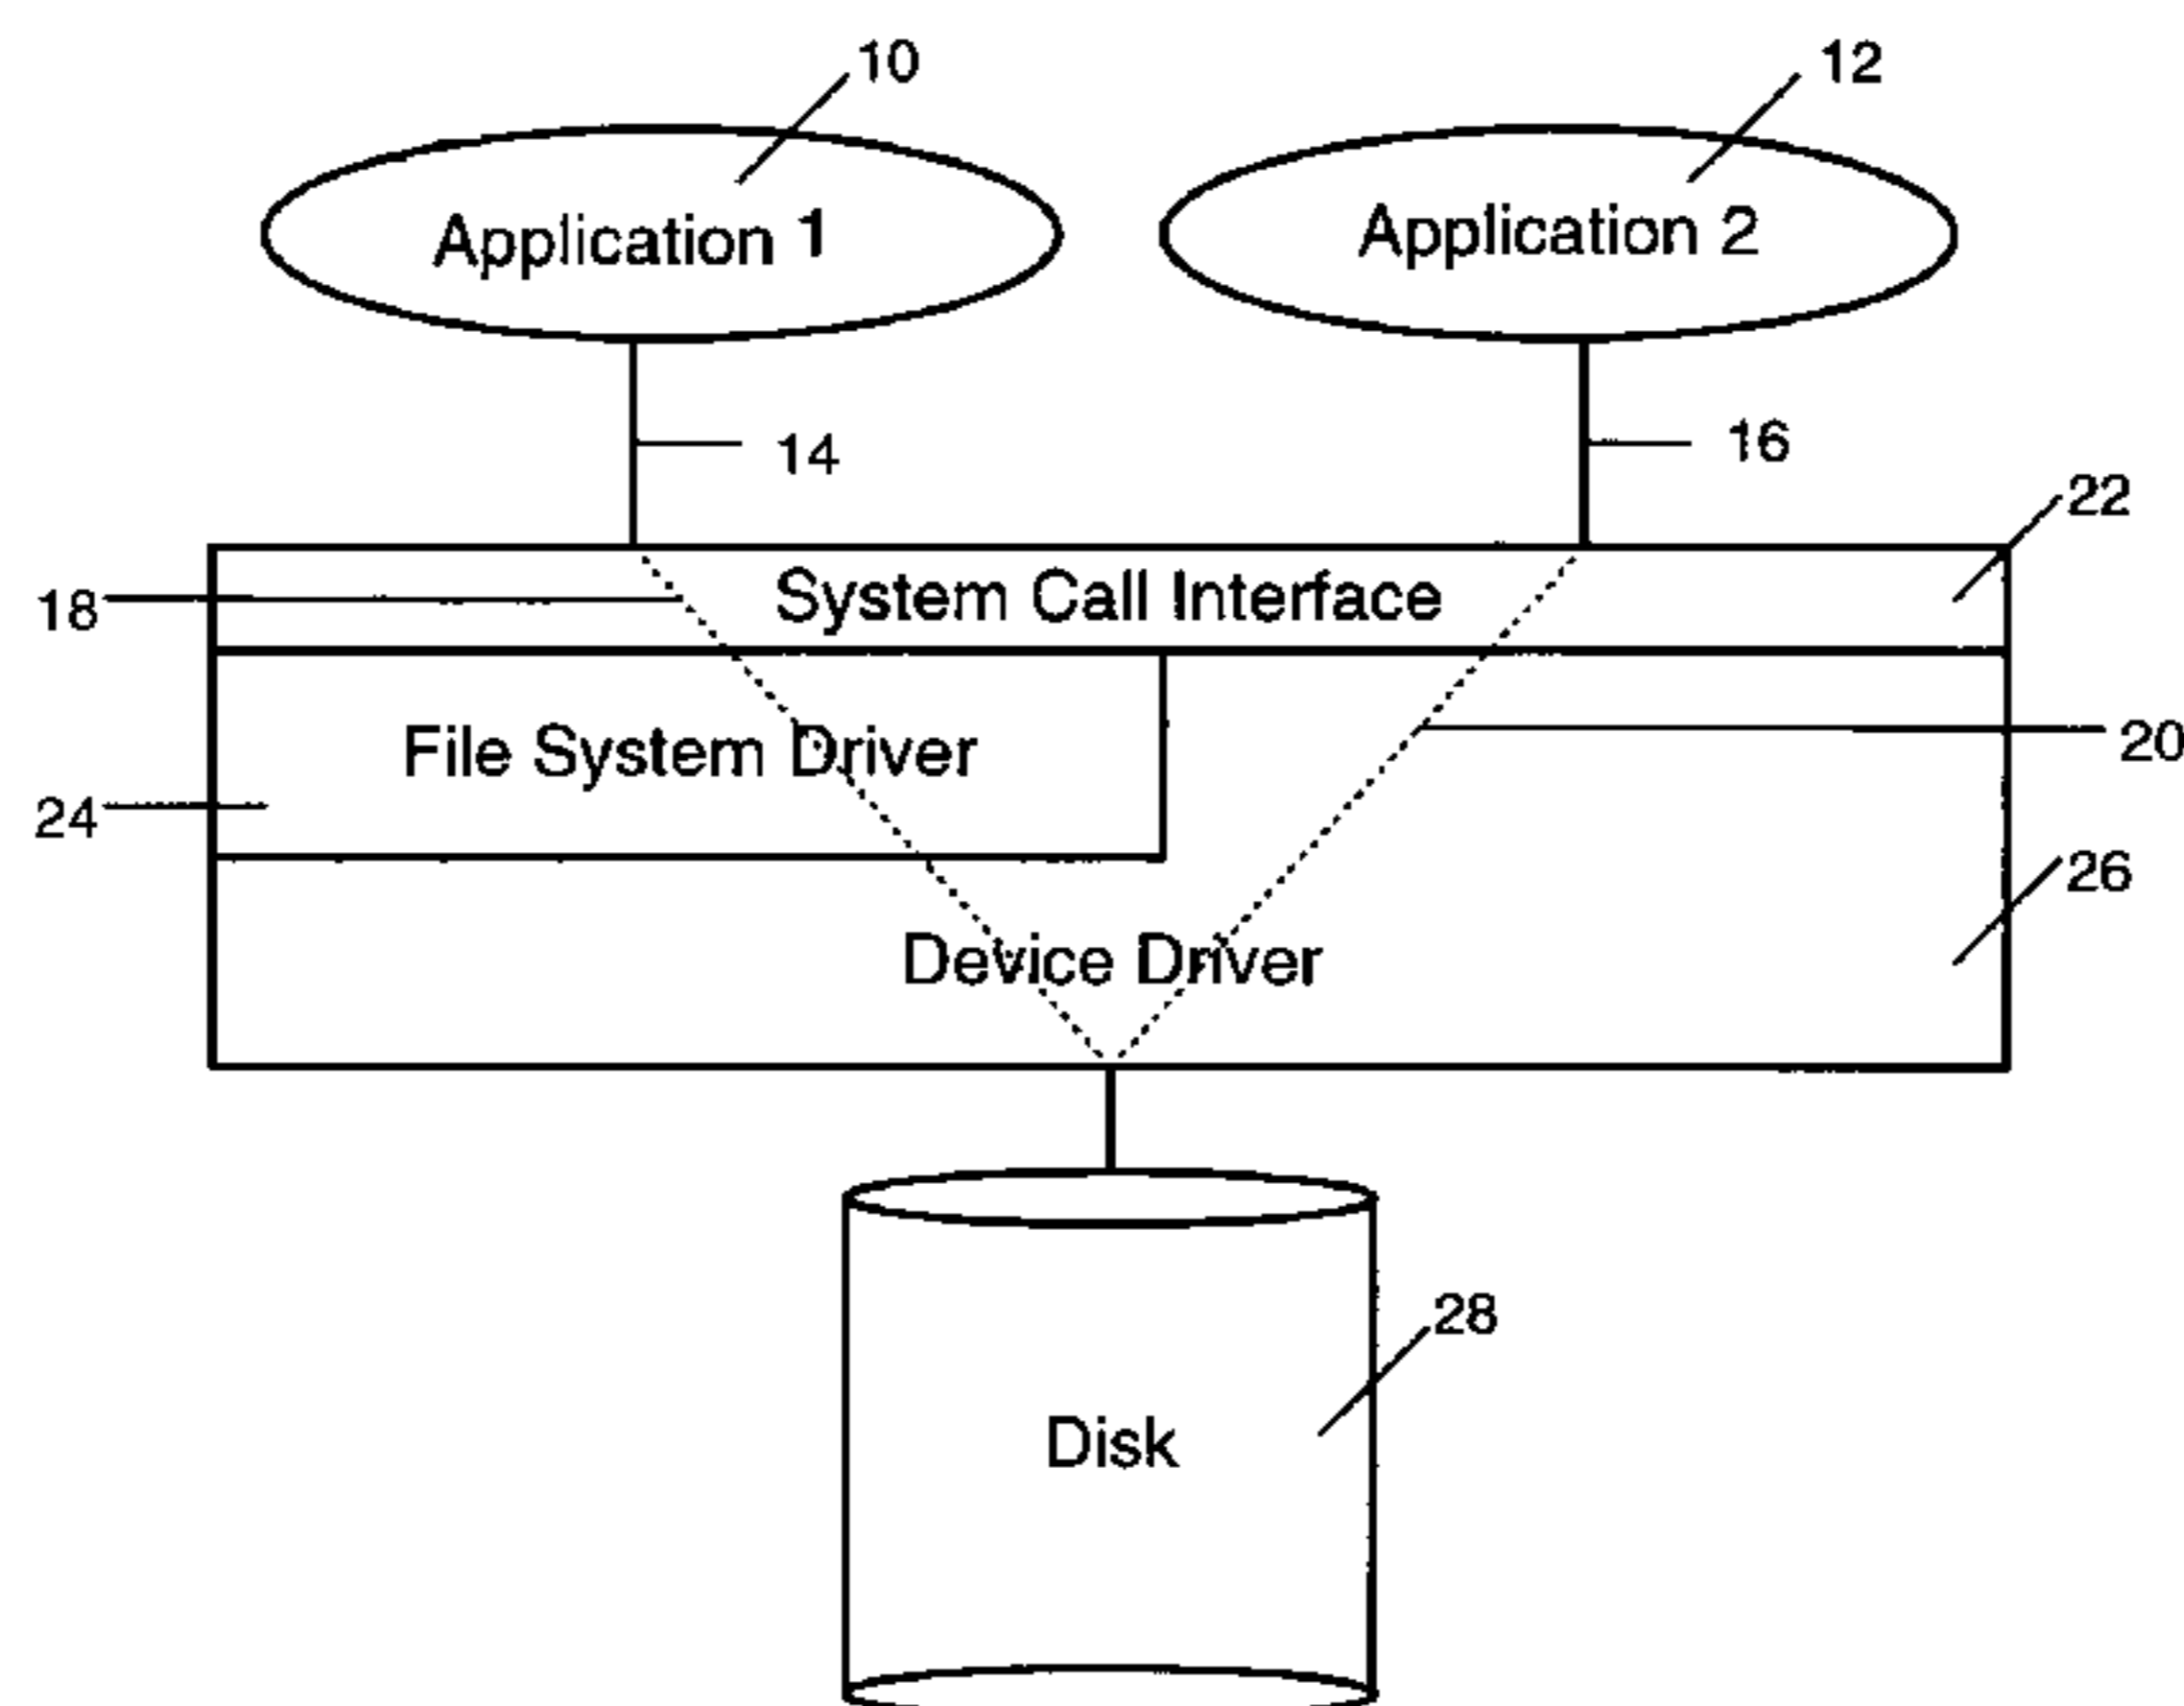 10
12
Application 1
Application 2
14
16
22
System Call Interface
18
File System Driver
20
24
26
Device Driver
28
Disk